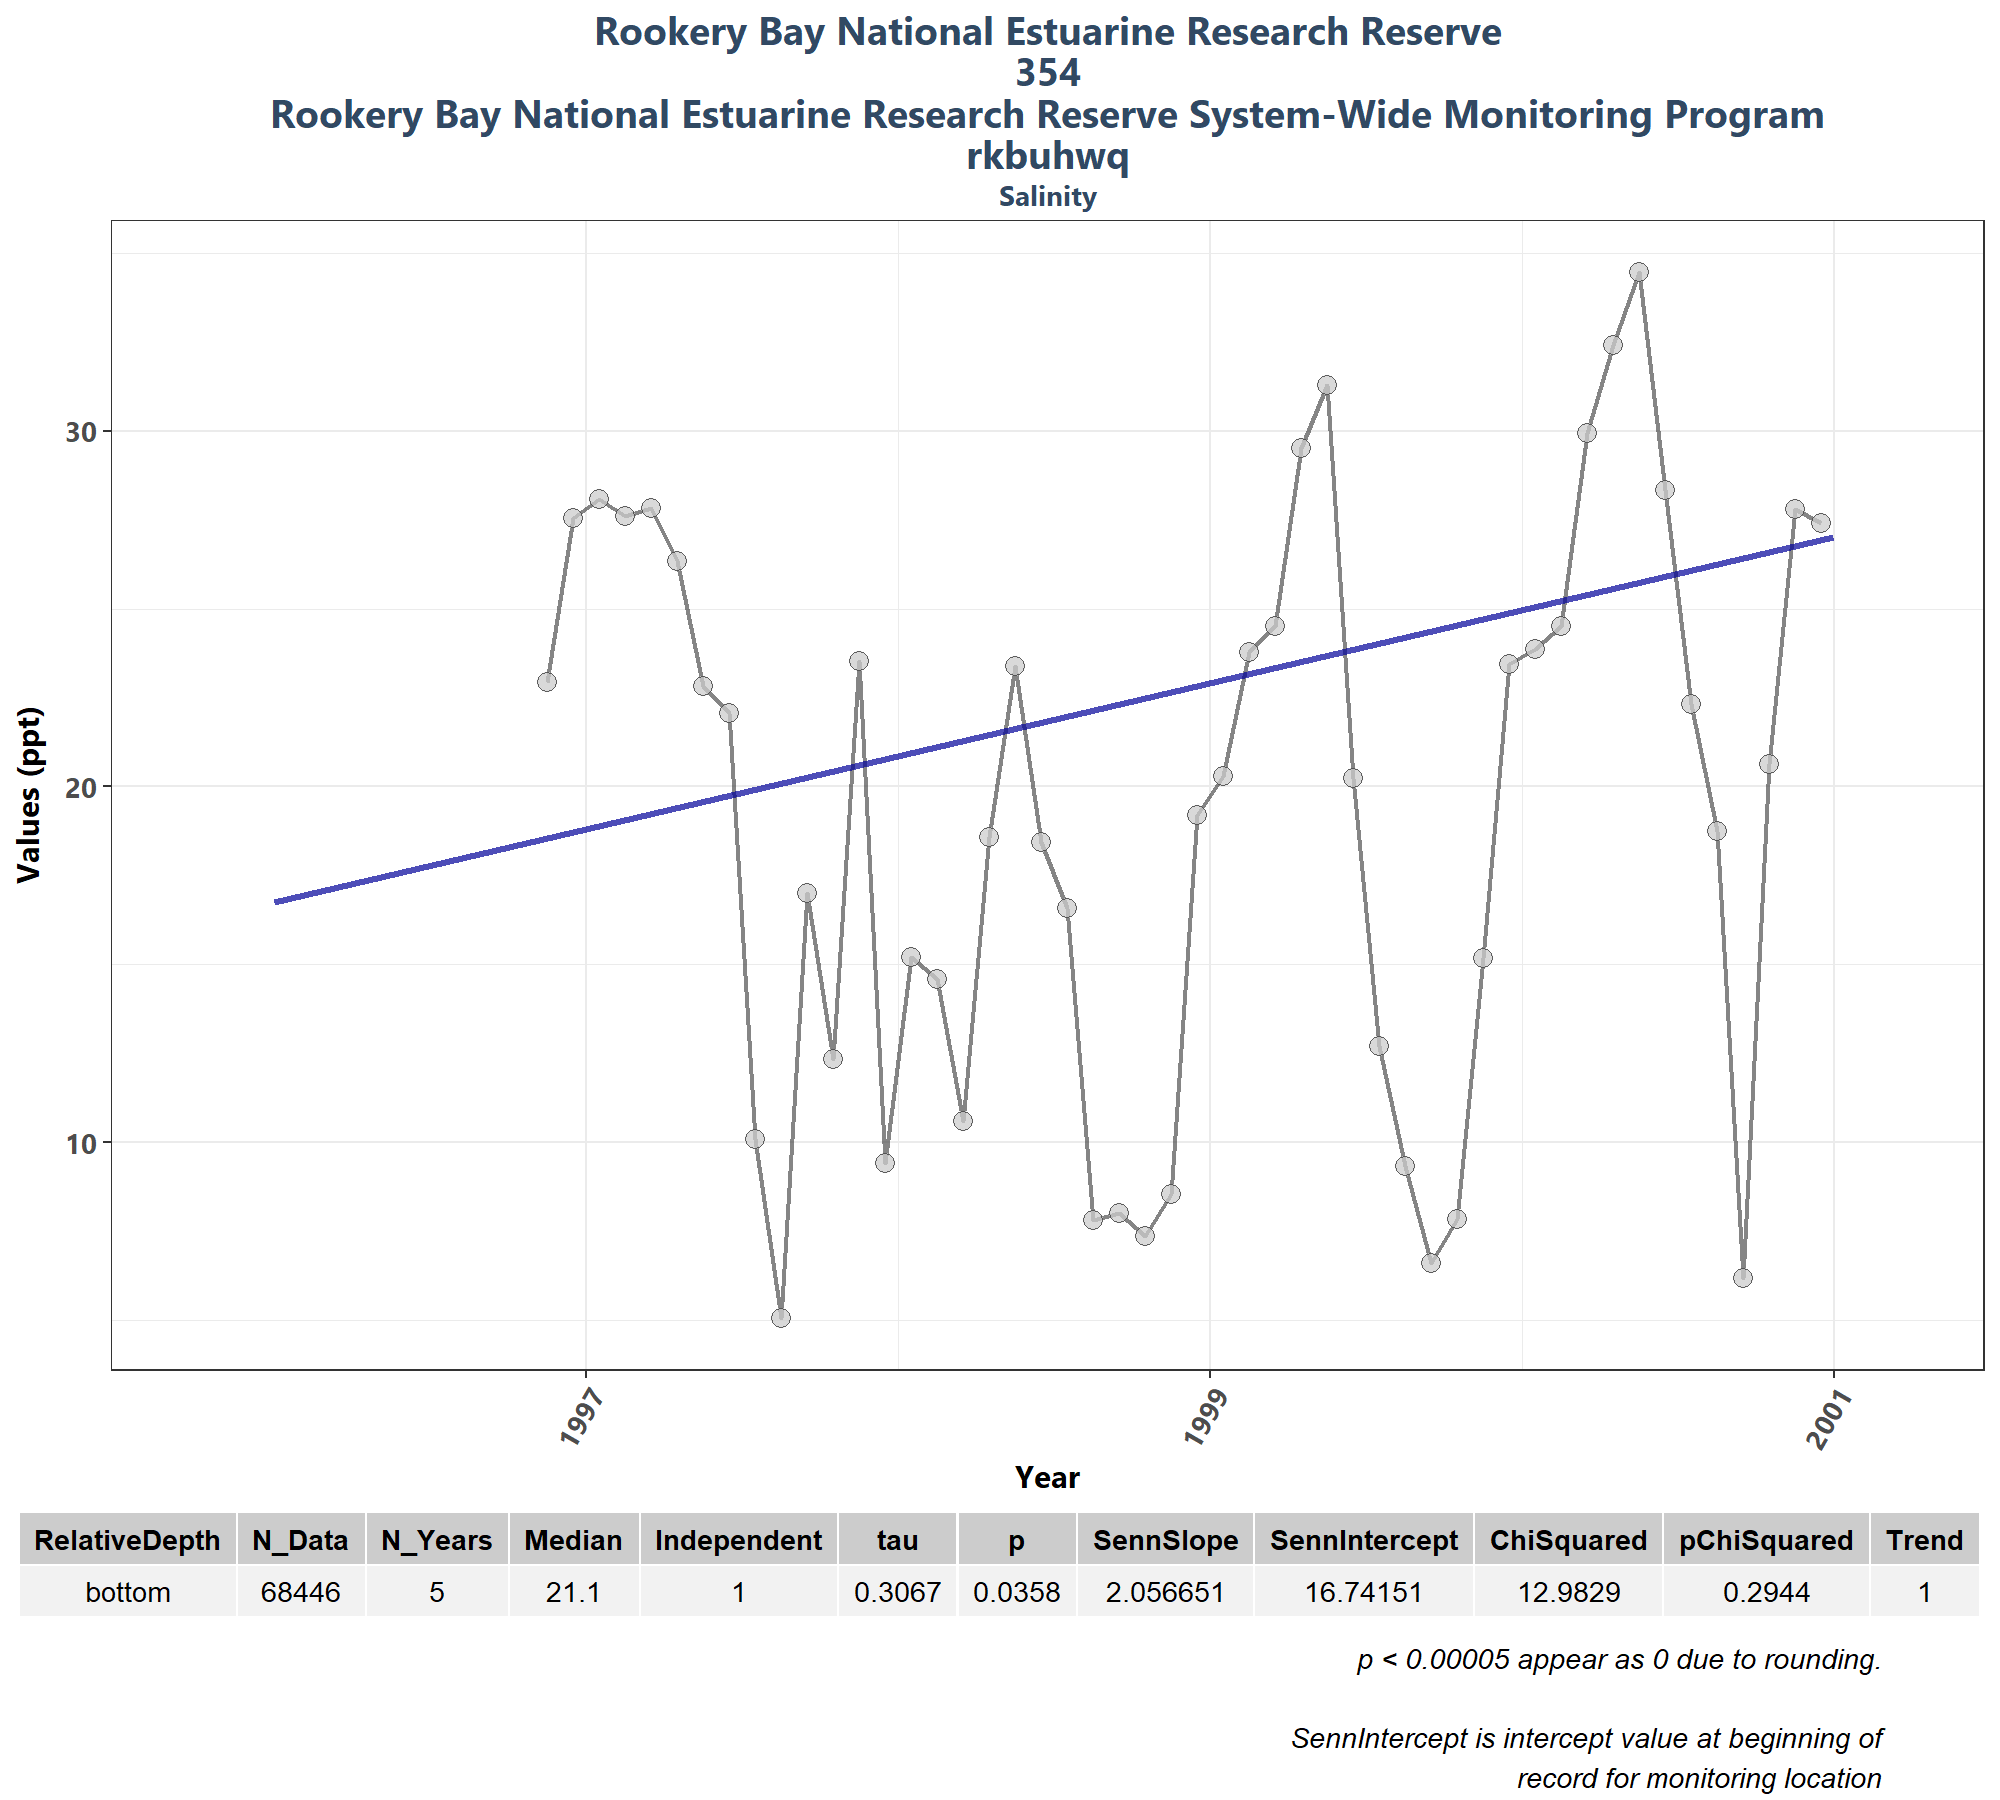 Rookery Bay National Estuarine Research Reserve
354
Rookery Bay National Estuarine Research Reserve System-Wide Monitoring Program
rkbuhwq
Salinity
Values (ppt)
30
20
10
1997
1999
2001
Year
RelativeDepth N_Data N_Years Median Independent tau p SennSlope SennIntercept ChiSquared pChiSquared Trend
bottom 68446 5 21.1 1 0.3067 0.0358 2.056651 16.74151 12.9829 0.2944 1
p < 0.00005 appear as 0 due to rounding.
SennIntercept is intercept value at beginning of
record for monitoring location